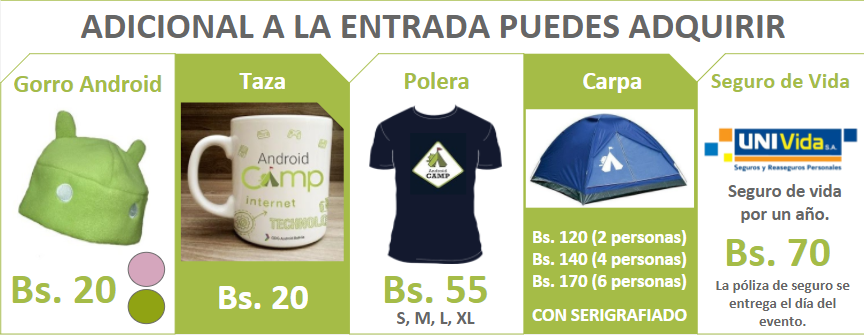 ADICIONAL A LA ENTRADA PUEDES ADQUIRIR
Gorro Android
Bs. 20
Taza
Android
Camp
internet
TECHNOLO
Bs. 20
Polera
Android
CAMP
Bs. 55
S, M, L, XL
Carpa
Bs. 120 (2 personas)
Bs. 140 (4 personas)
Bs. 170 (6 personas)
CON SERIGRAFIADO
Seguro de Vida
UNIVida S.A.
Seguros y Reaseguros Personales
Seguro de vida
por un año.
Bs. 70
La póliza de seguro se
entrega el día del
evento.